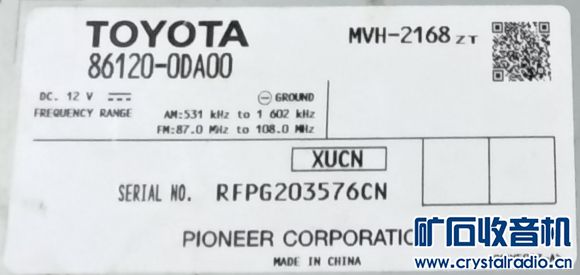 TOYOTA
86120-0DA00
MVH-2168 ZT
DC. 12 V
GROUND
FREQUENCY RANGE
AM:531 kHz to 1 602 kHz
FM:87.0 MHz to 108.0 MHz
XUCN
SERIAL NO. RFPG203576CN
PIONEER CORPORATIO
MADE IN CHINA
矿石收音机
www.crystalradio.cn